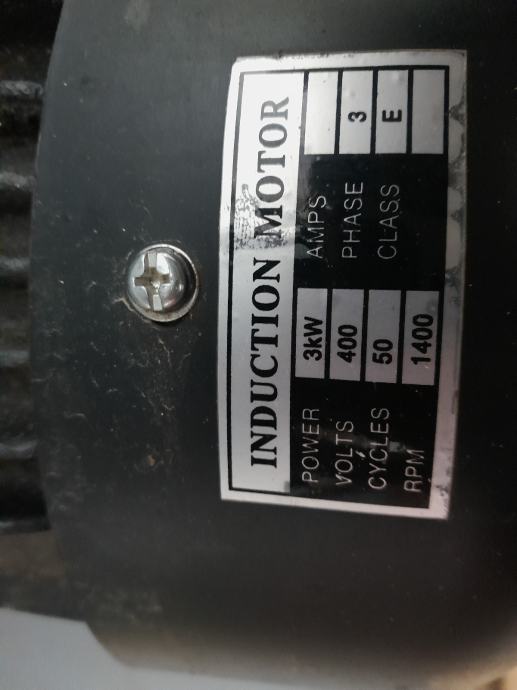 INDUCTION MOTOR
POWER 3kW AMPS
VOLTS 400 PHASE 3
CYCLES 50 CLASS E
RPM 1400